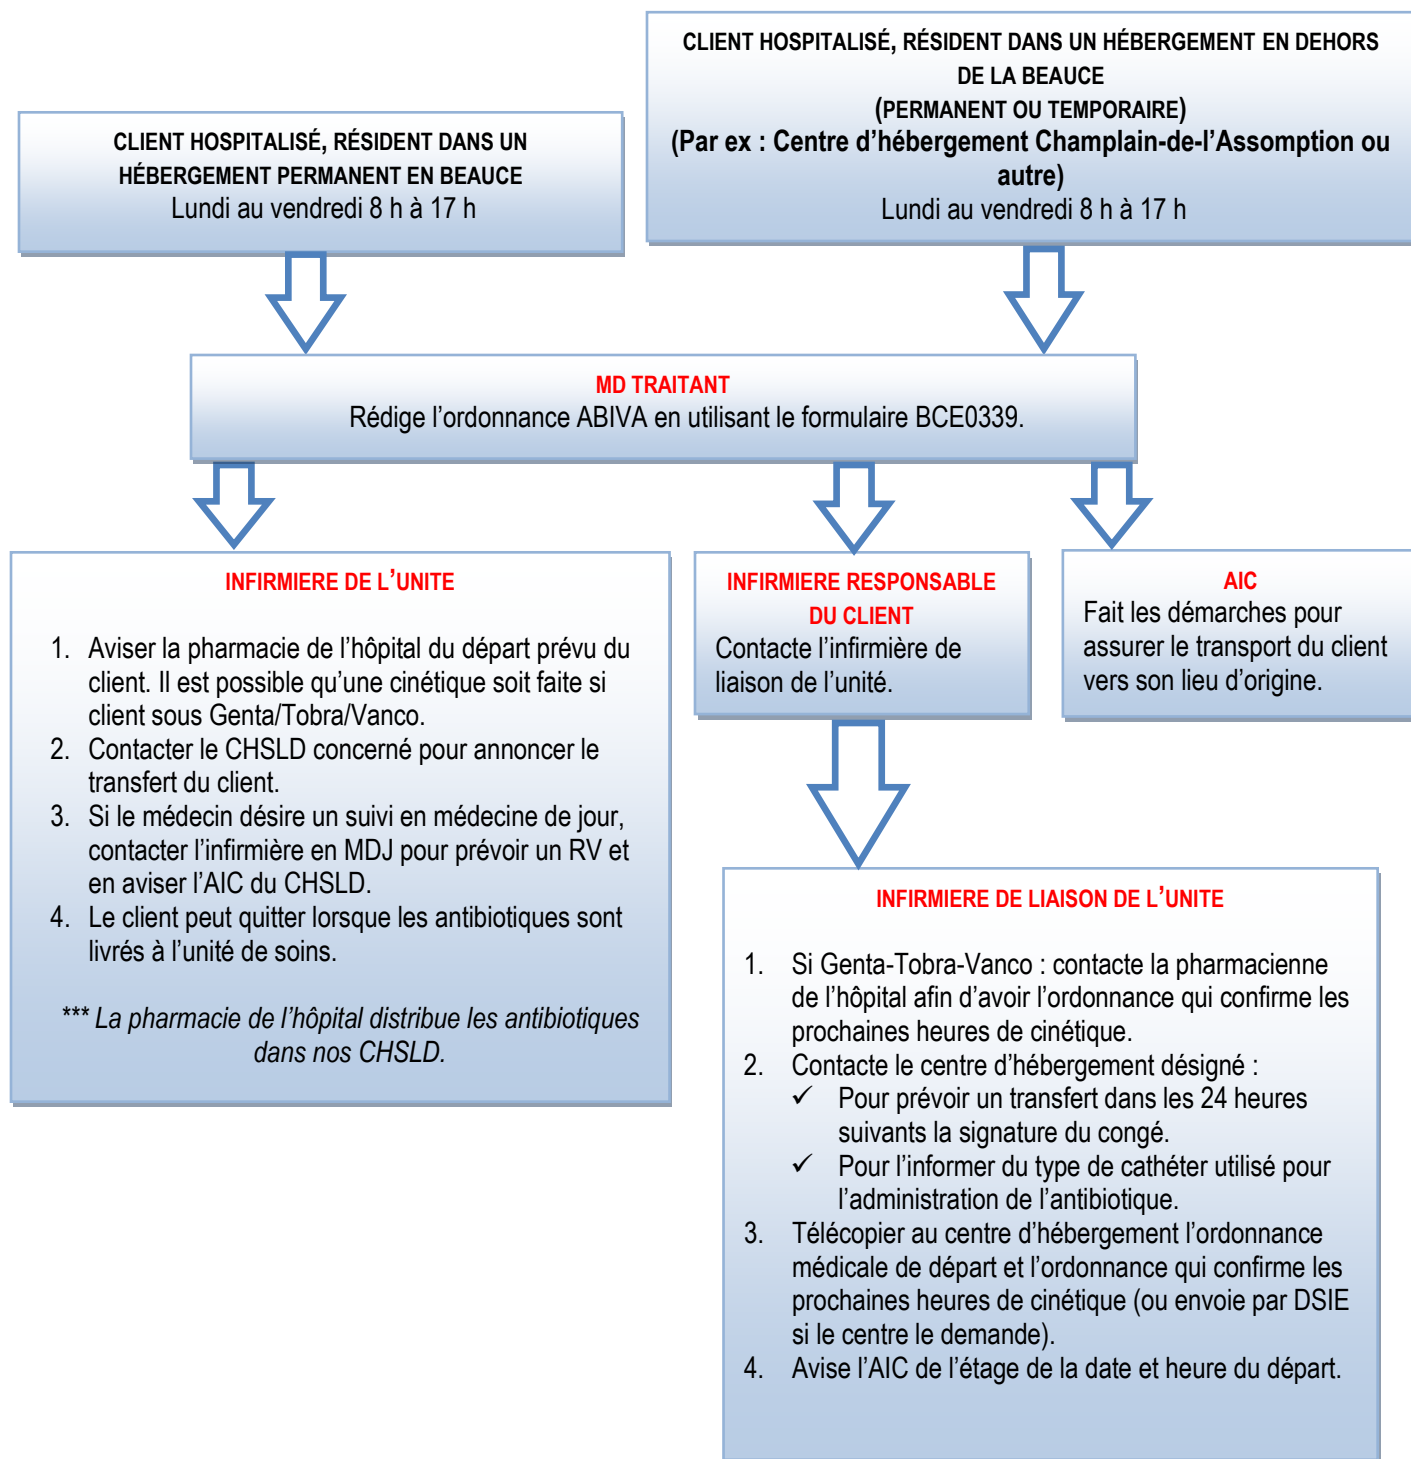 CLIENT HOSPITALISÉ, RÉSIDENT DANS UN
HÉBERGEMENT PERMANENT EN BEAUCE
Lundi au vendredi 8 h à 17 h
CLIENT HOSPITALISÉ, RÉSIDENT DANS UN HÉBERGEMENT EN DEHORS
DE LA BEAUCE
(PERMANENT OU TEMPORAIRE)
(Par ex : Centre d’hébergement Champlain-de-l’Assomption ou
autre)
Lundi au vendredi 8 h à 17 h
MD TRAITANT
Rédige l’ordonnance ABIVA en utilisant le formulaire BCE0339.
INFIRMIERE DE L’UNITE
1. Aviser la pharmacie de l’hôpital du départ prévu du
client. Il est possible qu’une cinétique soit faite si
client sous Genta/Tobra/Vanco.
2. Contacter le CHSLD concerné pour annoncer le
transfert du client.
3. Si le médecin désire un suivi en médecine de jour,
contacter l’infirmière en MDJ pour prévoir un RV et
en aviser l’AIC du CHSLD.
4. Le client peut quitter lorsque les antibiotiques sont
livrés à l’unité de soins.
*** La pharmacie de l’hôpital distribue les antibiotiques
dans nos CHSLD.
INFIRMIERE RESPONSABLE
DU CLIENT
Contacte l’infirmière de
liaison de l’unité.
AIC
Fait les démarches pour
assurer le transport du client
vers son lieu d’origine.
INFIRMIERE DE LIAISON DE L’UNITE
1. Si Genta-Tobra-Vanco : contacte la pharmacienne
de l’hôpital afin d’avoir l’ordonnance qui confirme les
prochaines heures de cinétique.
2. Contacte le centre d’hébergement désigné :
✓ Pour prévoir un transfert dans les 24 heures
suivants la signature du congé.
✓ Pour l’informer du type de cathéter utilisé pour
l’administration de l’antibiotique.
3. Télécopier au centre d’hébergement l’ordonnance
médicale de départ et l’ordonnance qui confirme les
prochaines heures de cinétique (ou envoie par DSIE
si le centre le demande).
4. Avise l’AIC de l’étage de la date et heure du départ.